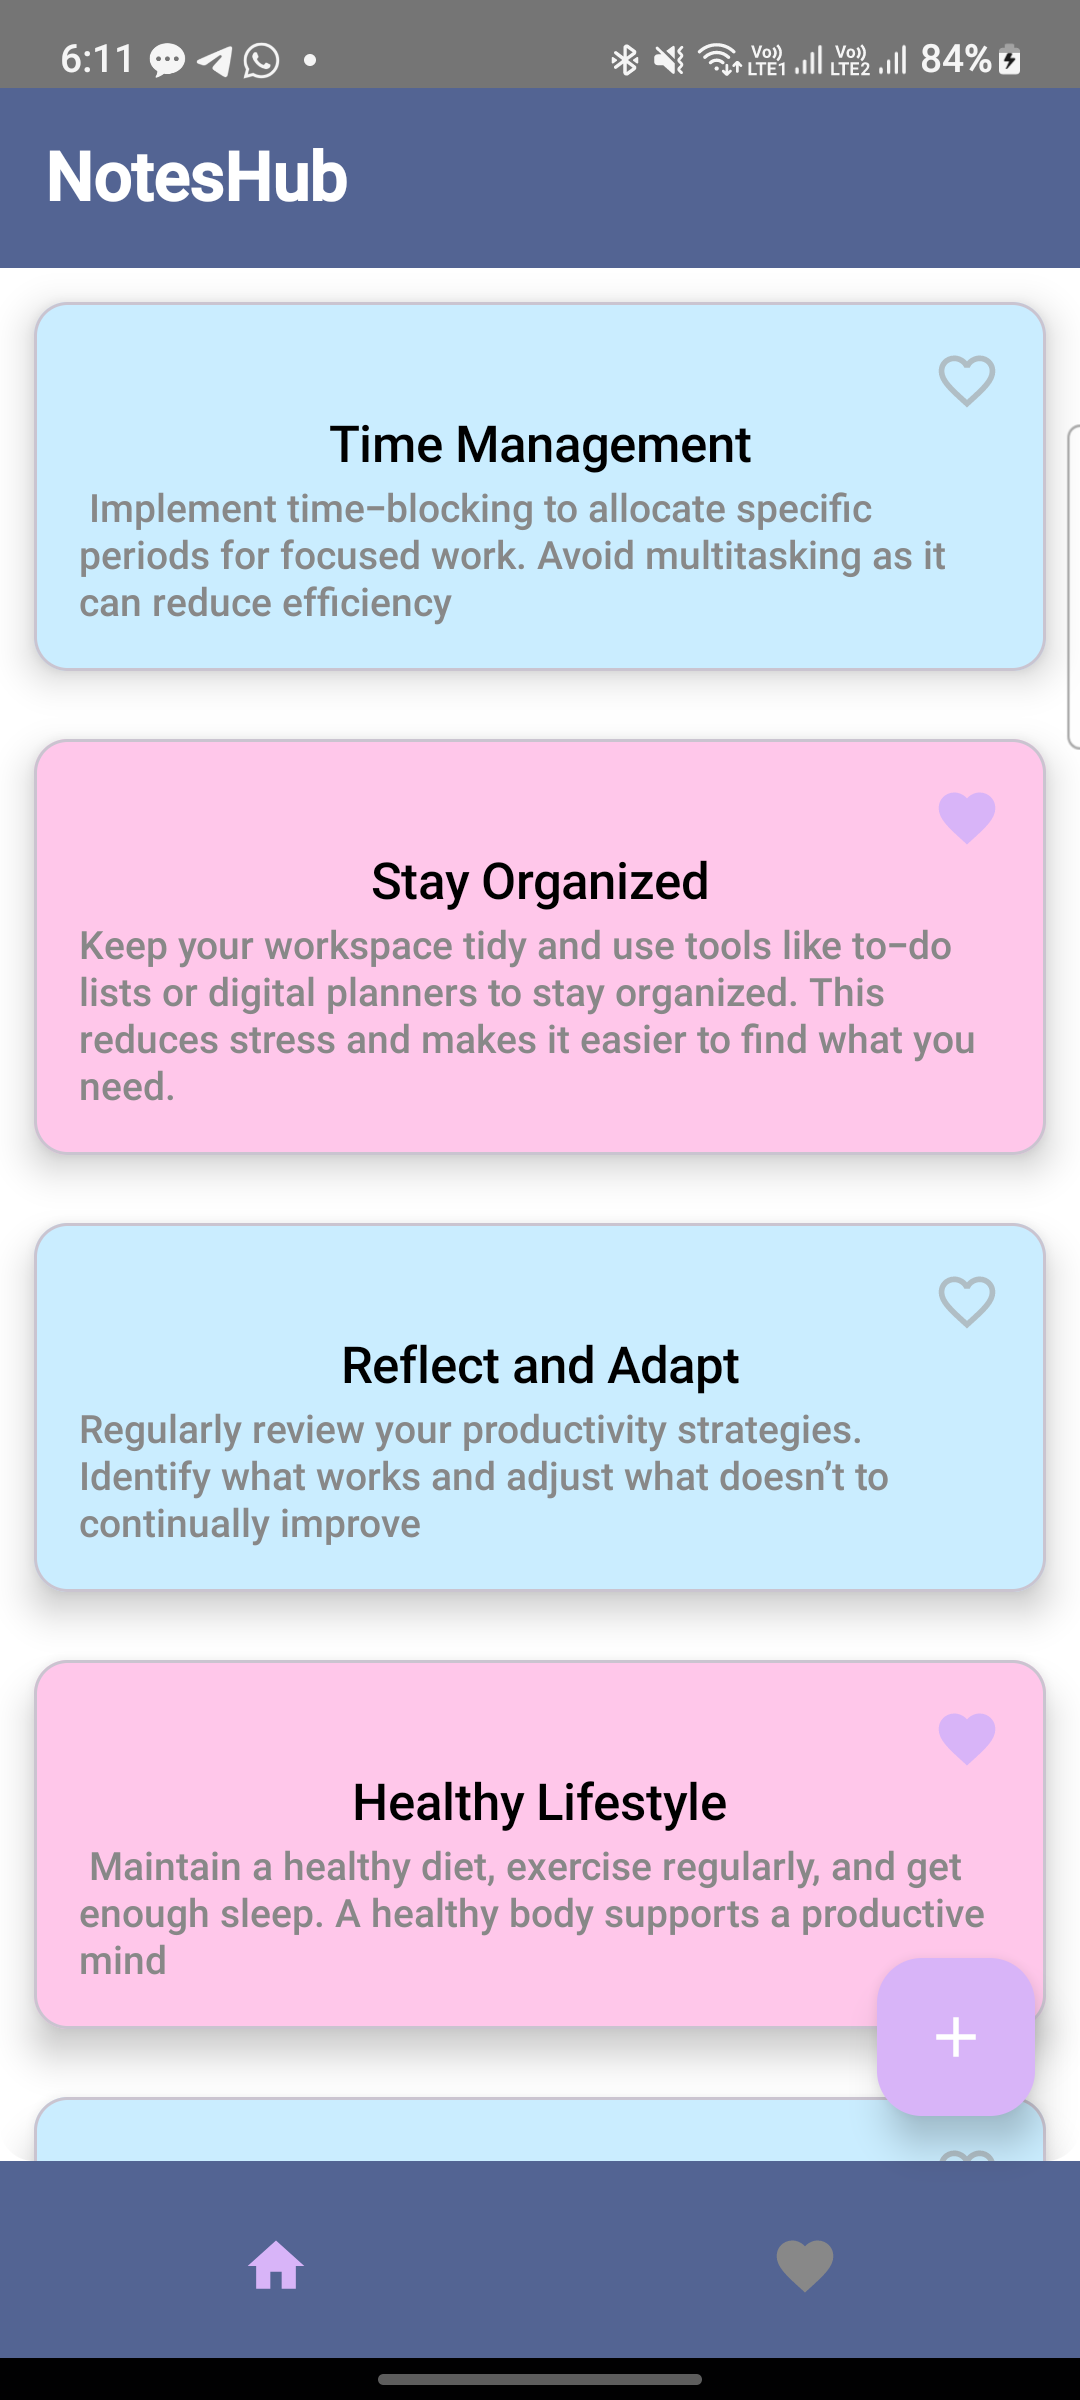 6:11
Vo)) LTE1 Vo)) LTE2 84%
NotesHub
Time Management
Implement time-blocking to allocate specific
periods for focused work. Avoid multitasking as it
can reduce efficiency
Stay Organized
Keep your workspace tidy and use tools like to-do
lists or digital planners to stay organized. This
reduces stress and makes it easier to find what you
need.
Reflect and Adapt
Regularly review your productivity strategies.
Identify what works and adjust what doesn’t to
continually improve
Healthy Lifestyle
Maintain a healthy diet, exercise regularly, and get
enough sleep. A healthy body supports a productive
mind